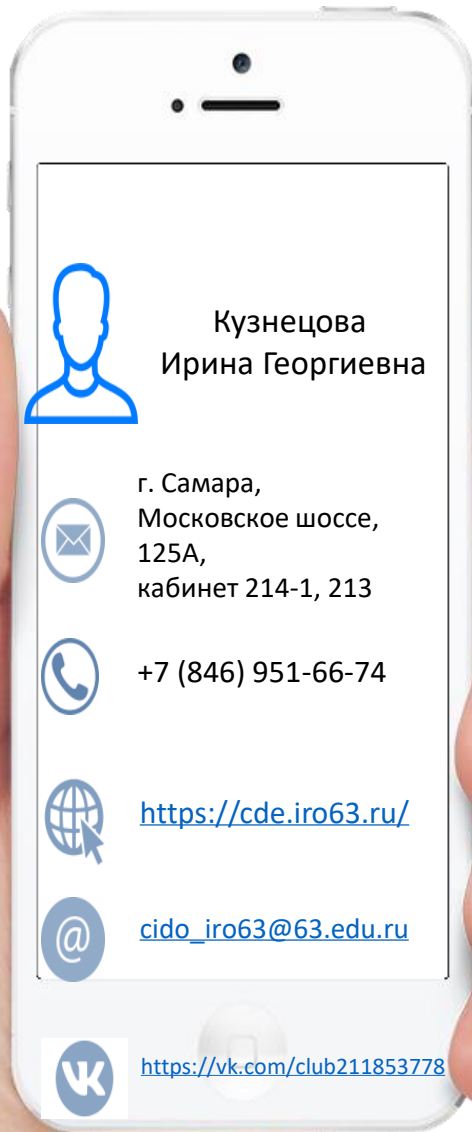 Кузнецова
Ирина Георгиевна
г. Самара,
Московское шоссе,
125А,
кабинет 214-1, 213
+7 (846) 951-66-74
https://cde.iro63.ru/
@
cido_iro63@63.edu.ru
https://vk.com/club211853778